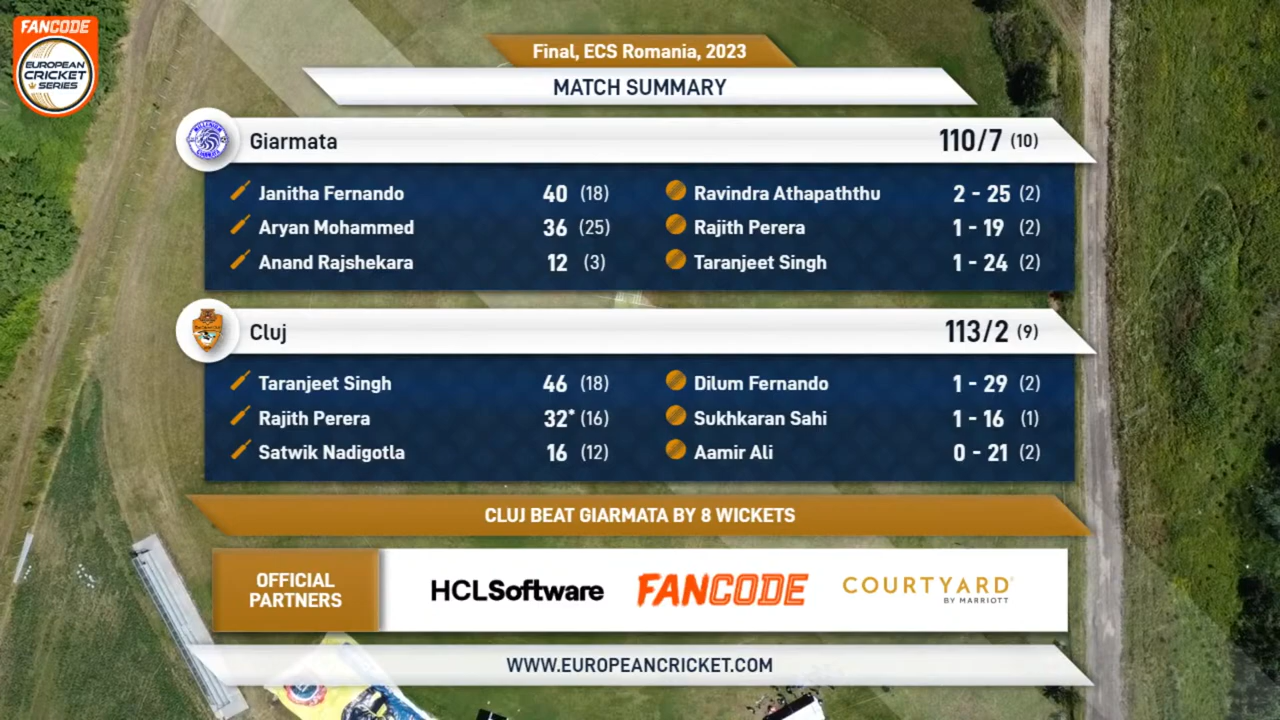 FANCODE
EUROPEAN
CRICKET
SERIES
Final, ECS Romania, 2023
MATCH SUMMARY
Giarmata 110/7 (10)
Janitha Fernando 40 (18) Ravindra Athapaththu 2 - 25 (2)
Aryan Mohammed 36 (25) Rajith Perera 1 - 19 (2)
Anand Rajshekara 12 (3) Taranjeet Singh 1 - 24 (2)
Cluj 113/2 (9)
Taranjeet Singh 46 (18) Dilum Fernando 1 - 29 (2)
Rajith Perera 32* (16) Sukhkaran Sahi 1 - 16 (1)
Satwik Nadigotla 16 (12) Aamir Ali 0 - 21 (2)
CLUJ BEAT GIARMATA BY 8 WICKETS
OFFICIAL
PARTNERS
HCLSoftware FANCODE COURTYARD
BY MARRIOTT
WWW.EUROPEANCRICKET.COM